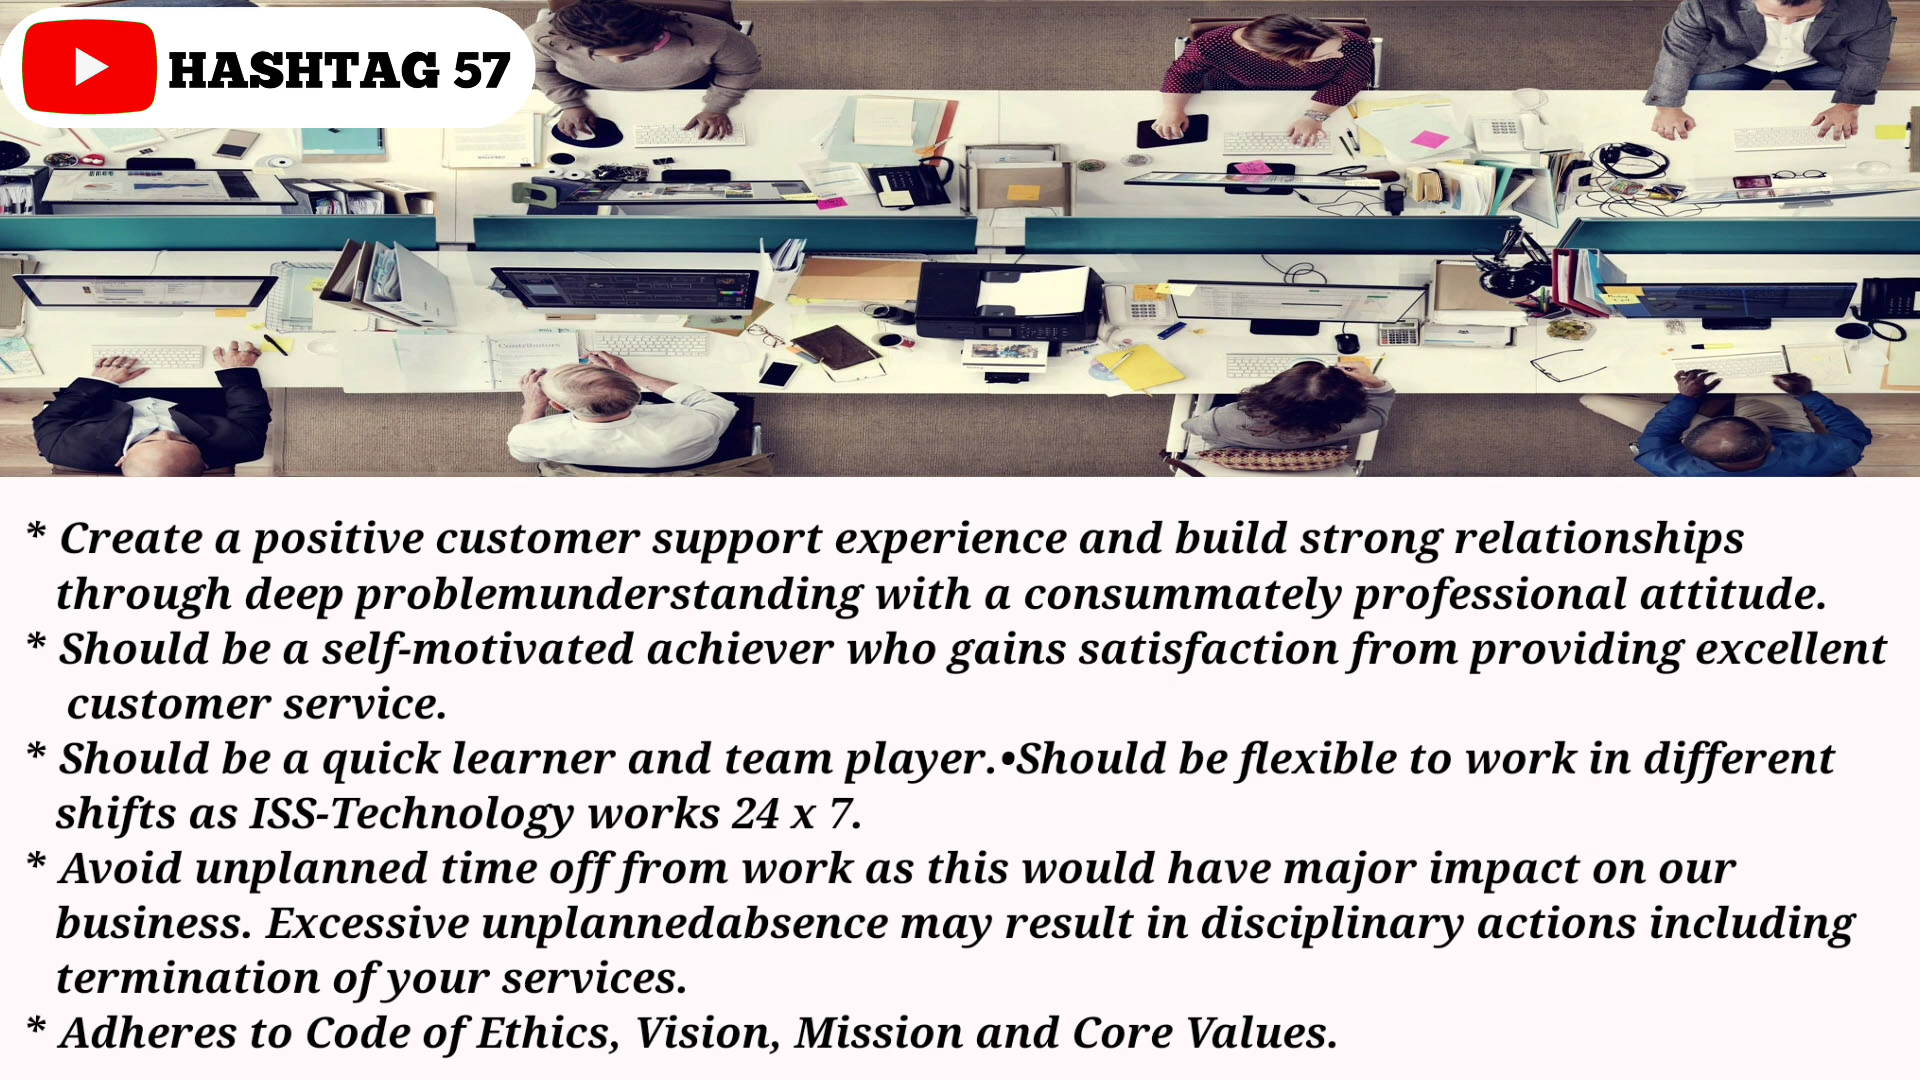 HASHTAG 57
Contributors
* Create a positive customer support experience and build strong relationships
through deep problemunderstanding with a consummately professional attitude.
* Should be a self-motivated achiever who gains satisfaction from providing excellent
customer service.
* Should be a quick learner and team player.•Should be flexible to work in different
shifts as ISS-Technology works 24 x 7.
* Avoid unplanned time off from work as this would have major impact on our
business. Excessive unplannedabsence may result in disciplinary actions including
termination of your services.
* Adheres to Code of Ethics, Vision, Mission and Core Values.